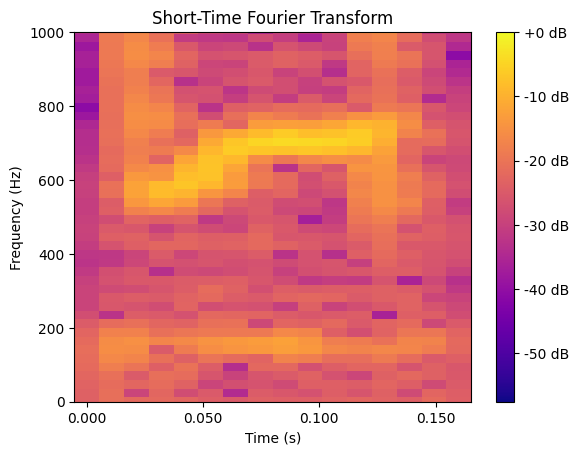 Short-Time Fourier Transform
1000
800
600
400
200
0
Frequency (Hz)
0.000
0.050
0.100
0.150
Time (s)
+0 dB
-10 dB
-20 dB
-30 dB
-40 dB
-50 dB